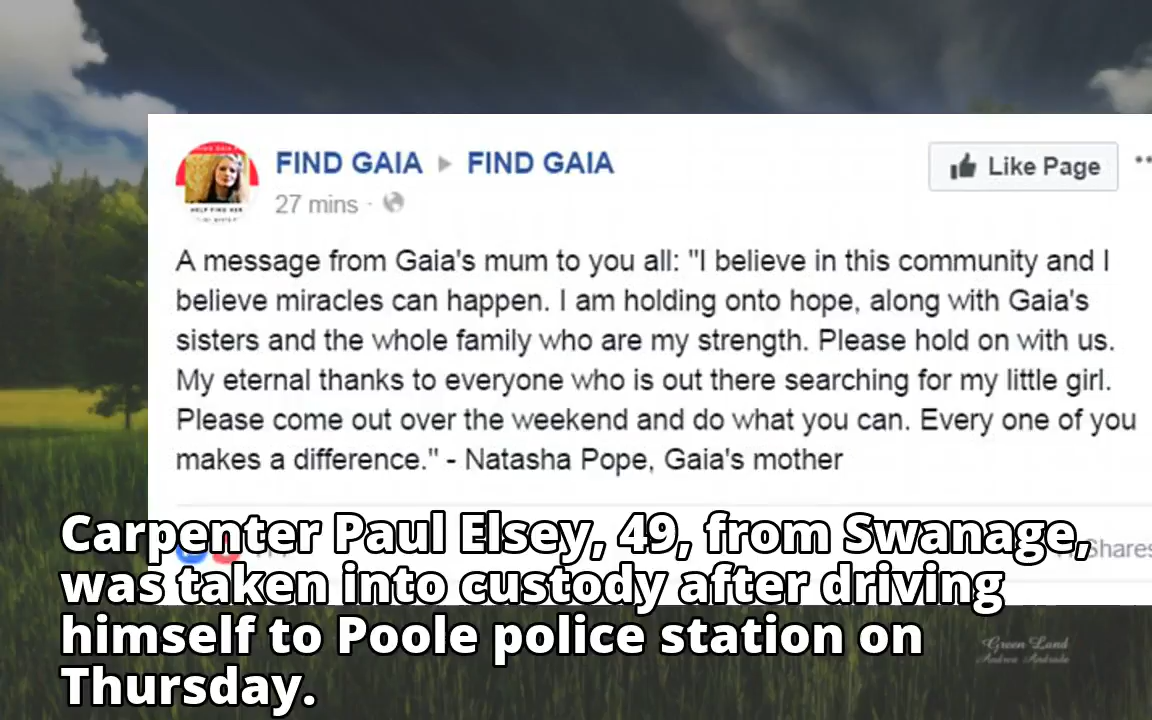 FIND GAIA ▸ FIND GAIA
Like Page
27 mins ·
A message from Gaia's mum to you all: "I believe in this community and I
believe miracles can happen. I am holding onto hope, along with Gaia's
sisters and the whole family who are my strength. Please hold on with us.
My eternal thanks to everyone who is out there searching for my little girl.
Please come out over the weekend and do what you can. Every one of you
makes a difference." - Natasha Pope, Gaia's mother
Shares
Carpenter Paul Elsey, 49, from Swanage,
was taken into custody after driving
himself to Poole police station on
Thursday.
Green Land
Andrea Andrade